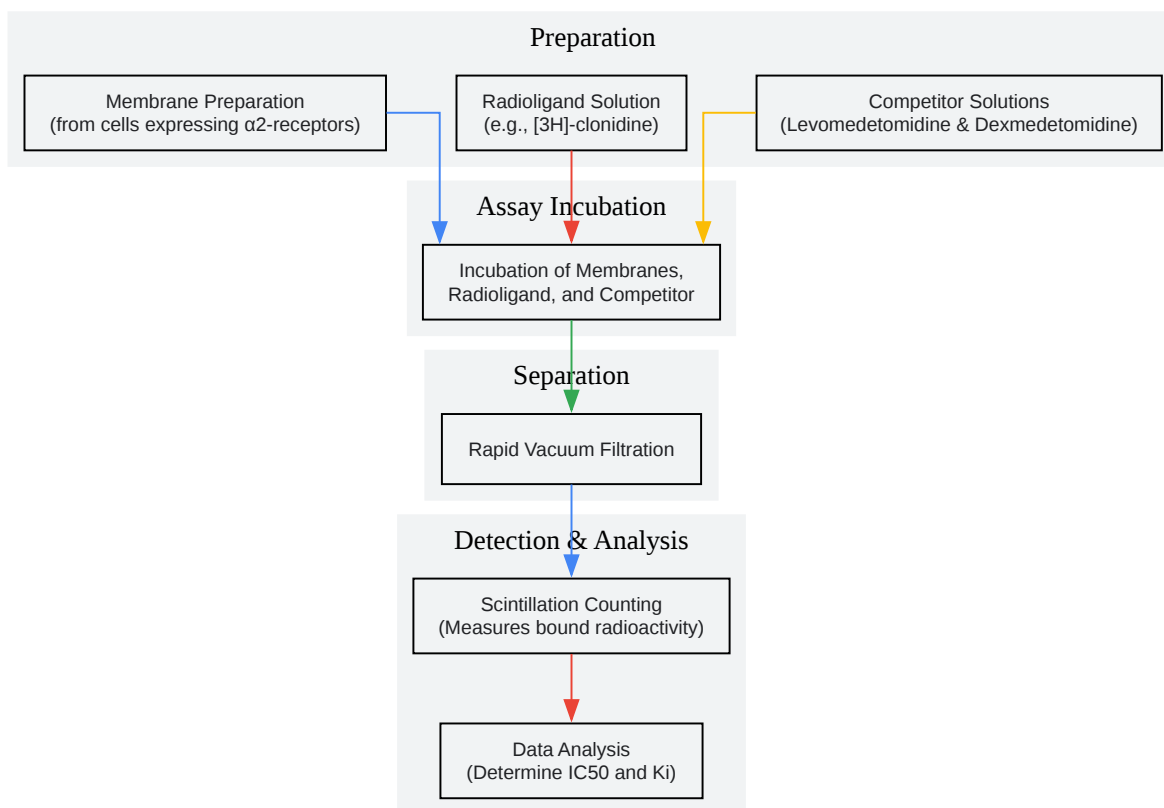 Preparation
Membrane Preparation
(from cells expressing α2-receptors)
Radioligand Solution
(e.g., [3H]-clonidine)
Competitor Solutions
(Levomedetomidine & Dexmedetomidine)
Assay Incubation
Incubation of Membranes,
Radioligand, and Competitor
Separation
Rapid Vacuum Filtration
Detection & Analysis
Scintillation Counting
(Measures bound radioactivity)
Data Analysis
(Determine IC50 and Ki)